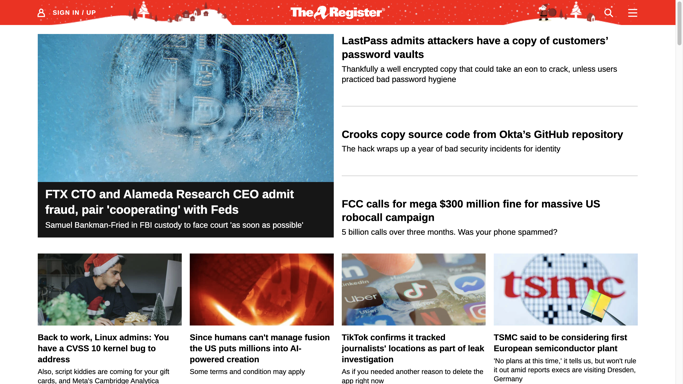 SIGN IN / UP
The A Register
FTX CTO and Alameda Research CEO admit
fraud, pair 'cooperating' with Feds
Samuel Bankman-Fried in FBI custody to face court 'as soon as possible'
LastPass admits attackers have a copy of customers’
password vaults
Thankfully a well encrypted copy that could take an eon to crack, unless users
practiced bad password hygiene
Crooks copy source code from Okta’s GitHub repository
The hack wraps up a year of bad security incidents for identity
FCC calls for mega $300 million fine for massive US
robocall campaign
5 billion calls over three months. Was your phone spammed?
Back to work, Linux admins: You
have a CVSS 10 kernel bug to
address
Also, script kiddies are coming for your gift
cards, and Meta's Cambridge Analytica
Since humans can't manage fusion
the US puts millions into AI-
powered creation
Some terms and condition may apply
LinkedIn
Uber
TikTok
TikTok confirms it tracked
journalists' locations as part of leak
investigation
As if you needed another reason to delete the
app right now
tsmc
TSMC said to be considering first
European semiconductor plant
'No plans at this time,' it tells us, but won't rule
it out amid reports execs are visiting Dresden,
Germany